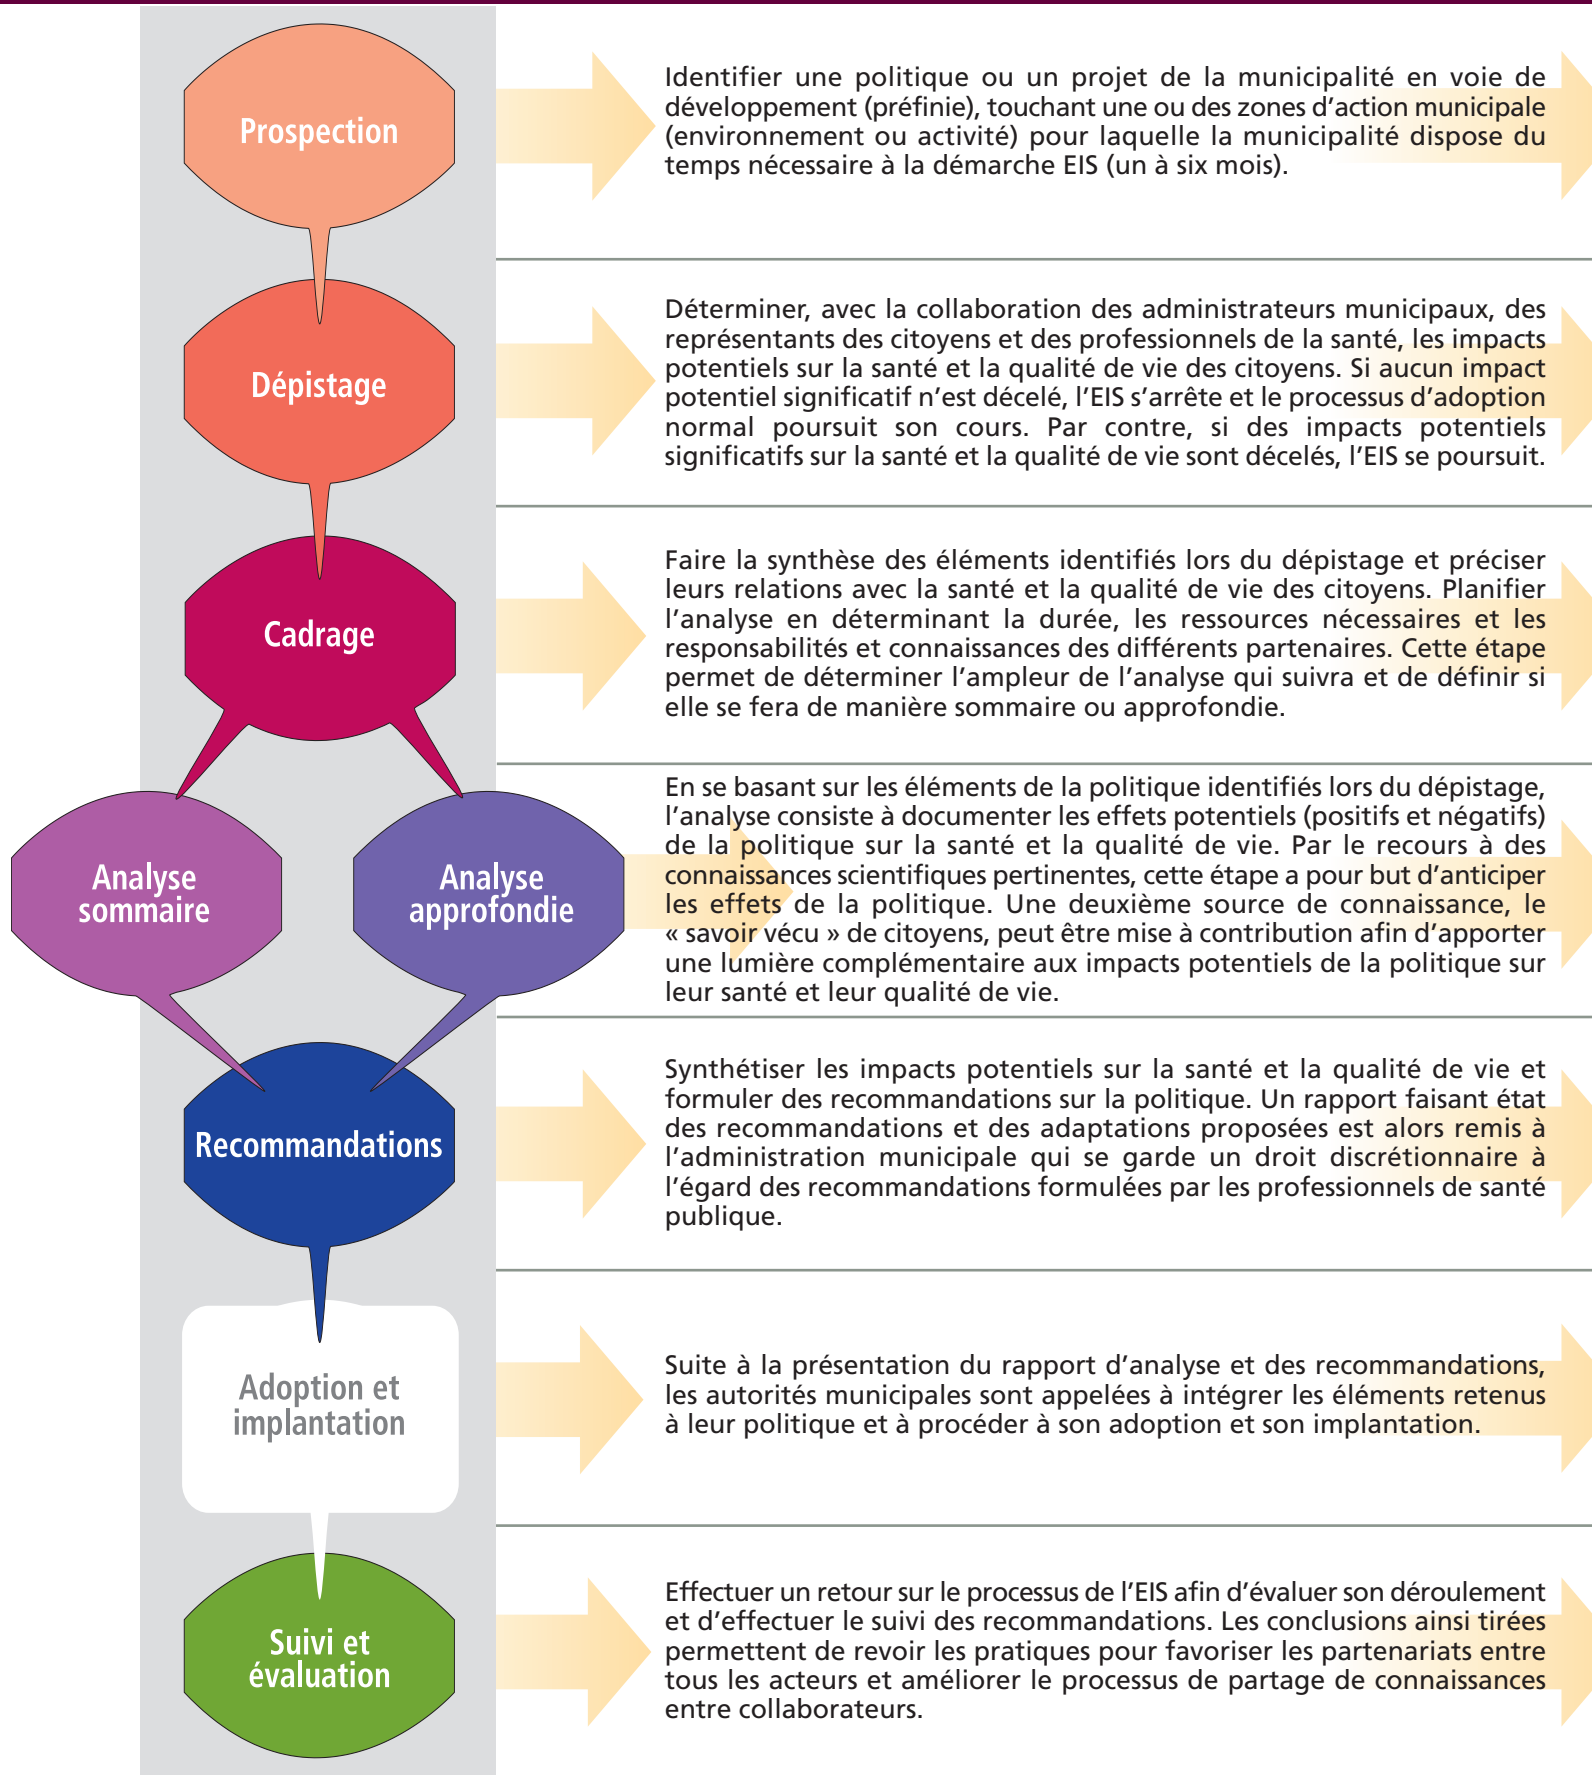 Prospection
Identifier une politique ou un projet de la municipalité en voie de
développement (préfinie), touchant une ou des zones d’action municipale
(environnement ou activité) pour laquelle la municipalité dispose du
temps nécessaire à la démarche EIS (un à six mois).
Dépistage
Déterminer, avec la collaboration des administrateurs municipaux, des
représentants des citoyens et des professionnels de la santé, les impacts
potentiels sur la santé et la qualité de vie des citoyens. Si aucun impact
potentiel significatif n’est décelé, l’EIS s’arrête et le processus d’adoption
normal poursuit son cours. Par contre, si des impacts potentiels
significatifs sur la santé et la qualité de vie sont décelés, l’EIS se poursuit.
Cadrage
Faire la synthèse des éléments identifiés lors du dépistage et préciser
leurs relations avec la santé et la qualité de vie des citoyens. Planifier
l’analyse en déterminant la durée, les ressources nécessaires et les
responsabilités et connaissances des différents partenaires. Cette étape
permet de déterminer l’ampleur de l’analyse qui suivra et de définir si
elle se fera de manière sommaire ou approfondie.
Analyse
sommaire
Analyse
approfondie
En se basant sur les éléments de la politique identifiés lors du dépistage,
l’analyse consiste à documenter les effets potentiels (positifs et négatifs)
de la politique sur la santé et la qualité de vie. Par le recours à des
connaissances scientifiques pertinentes, cette étape a pour but d’anticiper
les effets de la politique. Une deuxième source de connaissance, le
« savoir vécu » de citoyens, peut être mise à contribution afin d’apporter
une lumière complémentaire aux impacts potentiels de la politique sur
leur santé et leur qualité de vie.
Recommandations
Synthétiser les impacts potentiels sur la santé et la qualité de vie et
formuler des recommandations sur la politique. Un rapport faisant état
des recommandations et des adaptations proposées est alors remis à
l’administration municipale qui se garde un droit discrétionnaire à
l’égard des recommandations formulées par les professionnels de santé
publique.
Adoption et
implantation
Suite à la présentation du rapport d’analyse et des recommandations,
les autorités municipales sont appelées à intégrer les éléments retenus
à leur politique et à procéder à son adoption et son implantation.
Suivi et
évaluation
Effectuer un retour sur le processus de l’EIS afin d’évaluer son déroulement
et d’effectuer le suivi des recommandations. Les conclusions ainsi tirées
permettent de revoir les pratiques pour favoriser les partenariats entre
tous les acteurs et améliorer le processus de partage de connaissances
entre collaborateurs.